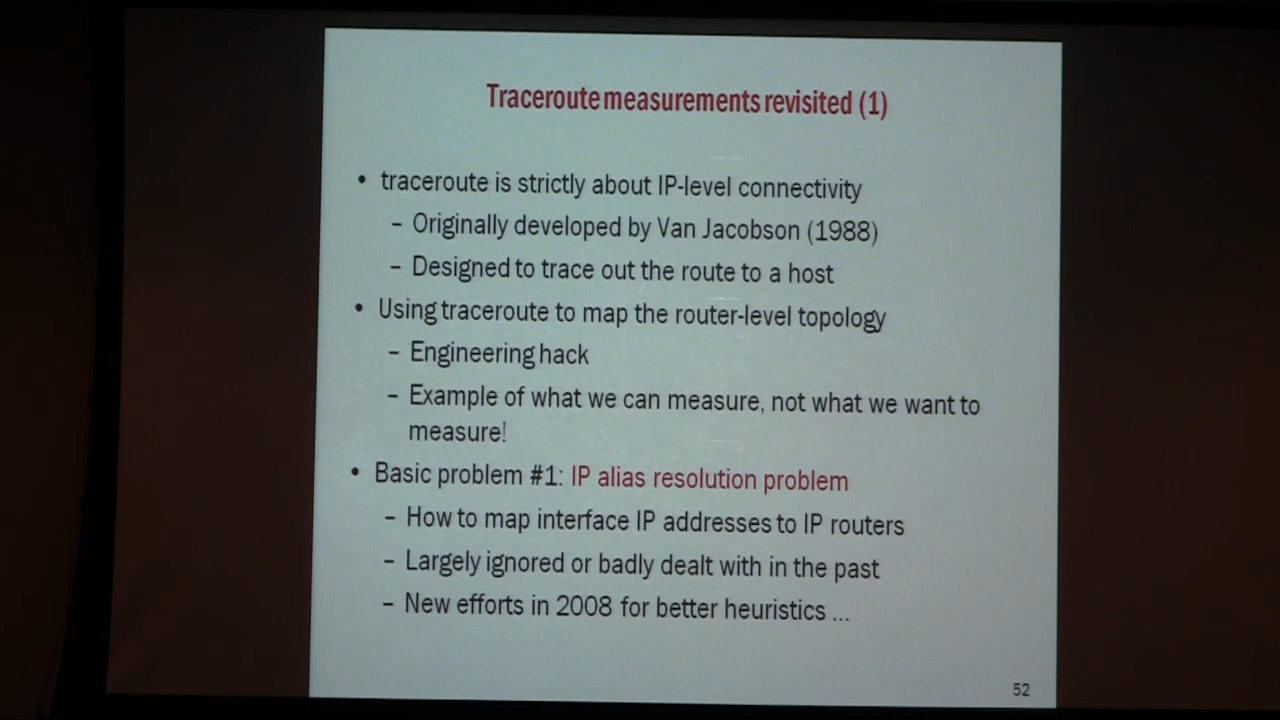 Traceroute measurements revisited (1)
• traceroute is strictly about IP-level connectivity
– Originally developed by Van Jacobson (1988)
– Designed to trace out the route to a host
• Using traceroute to map the router-level topology
– Engineering hack
– Example of what we can measure, not what we want to
measure!
• Basic problem #1: IP alias resolution problem
– How to map interface IP addresses to IP routers
– Largely ignored or badly dealt with in the past
– New efforts in 2008 for better heuristics ...
52